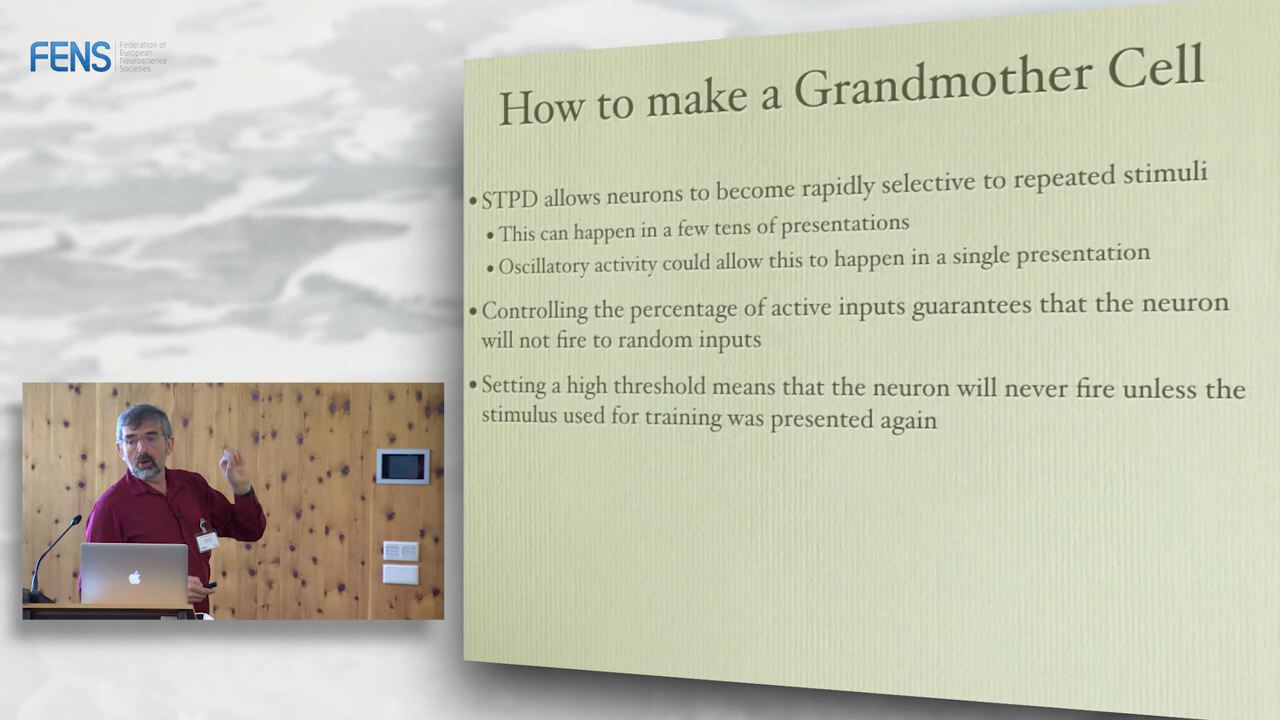 FENS
Federation of
European
Neuroscience
Societies
How to make a Grandmother Cell
• STPD allows neurons to become rapidly selective to repeated stimuli
• This can happen in a few tens of presentations
• Oscillatory activity could allow this to happen in a single presentation
• Controlling the percentage of active inputs guarantees that the neuron
will not fire to random inputs
• Setting a high threshold means that the neuron will never fire unless the
stimulus used for training was presented again